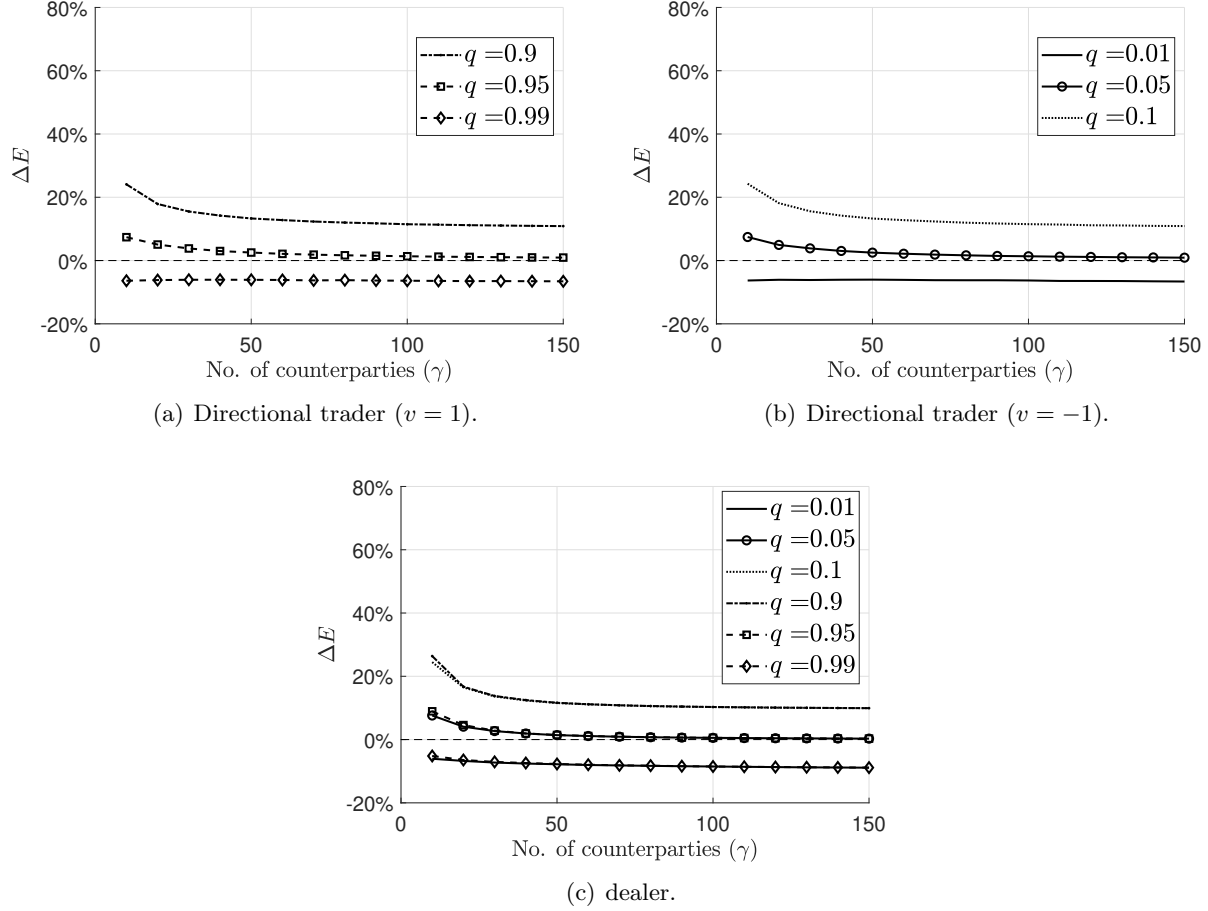 80%
60%
40%
20%
0%
-20%
ΔE
0
50
100
150
No. of counterparties (γ)
q =0.9
q =0.95
q =0.99
(a) Directional trader (v = 1).
80%
60%
40%
20%
0%
-20%
ΔE
0
50
100
150
No. of counterparties (γ)
q =0.01
q =0.05
q =0.1
(b) Directional trader (v = −1).
80%
60%
40%
20%
0%
-20%
ΔE
0
50
100
150
No. of counterparties (γ)
q =0.01
q =0.05
q =0.1
q =0.9
q =0.95
q =0.99
(c) dealer.